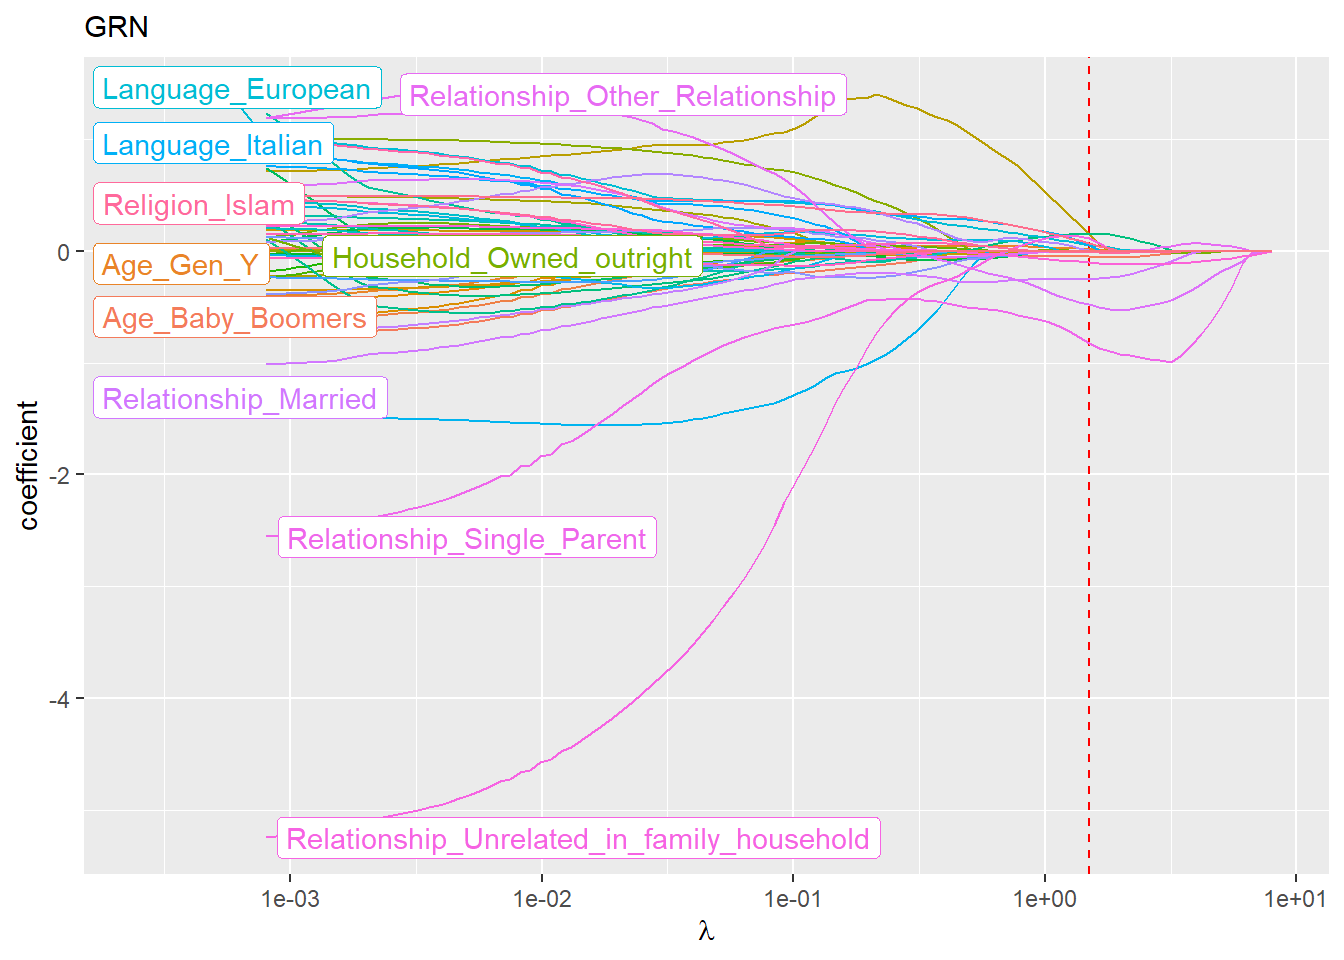 GRN
Language_European
Relationship_Other_Relationship
Language_Italian
Religion_Islam
Age_Gen_Y
Household_Owned_outright
Age_Baby_Boomers
Relationship_Married
Relationship_Single_Parent
Relationship_Unrelated_in_family_household
coefficient
0
-2
-4
1e-03
1e-02
1e-01
1e+00
1e+01
λ